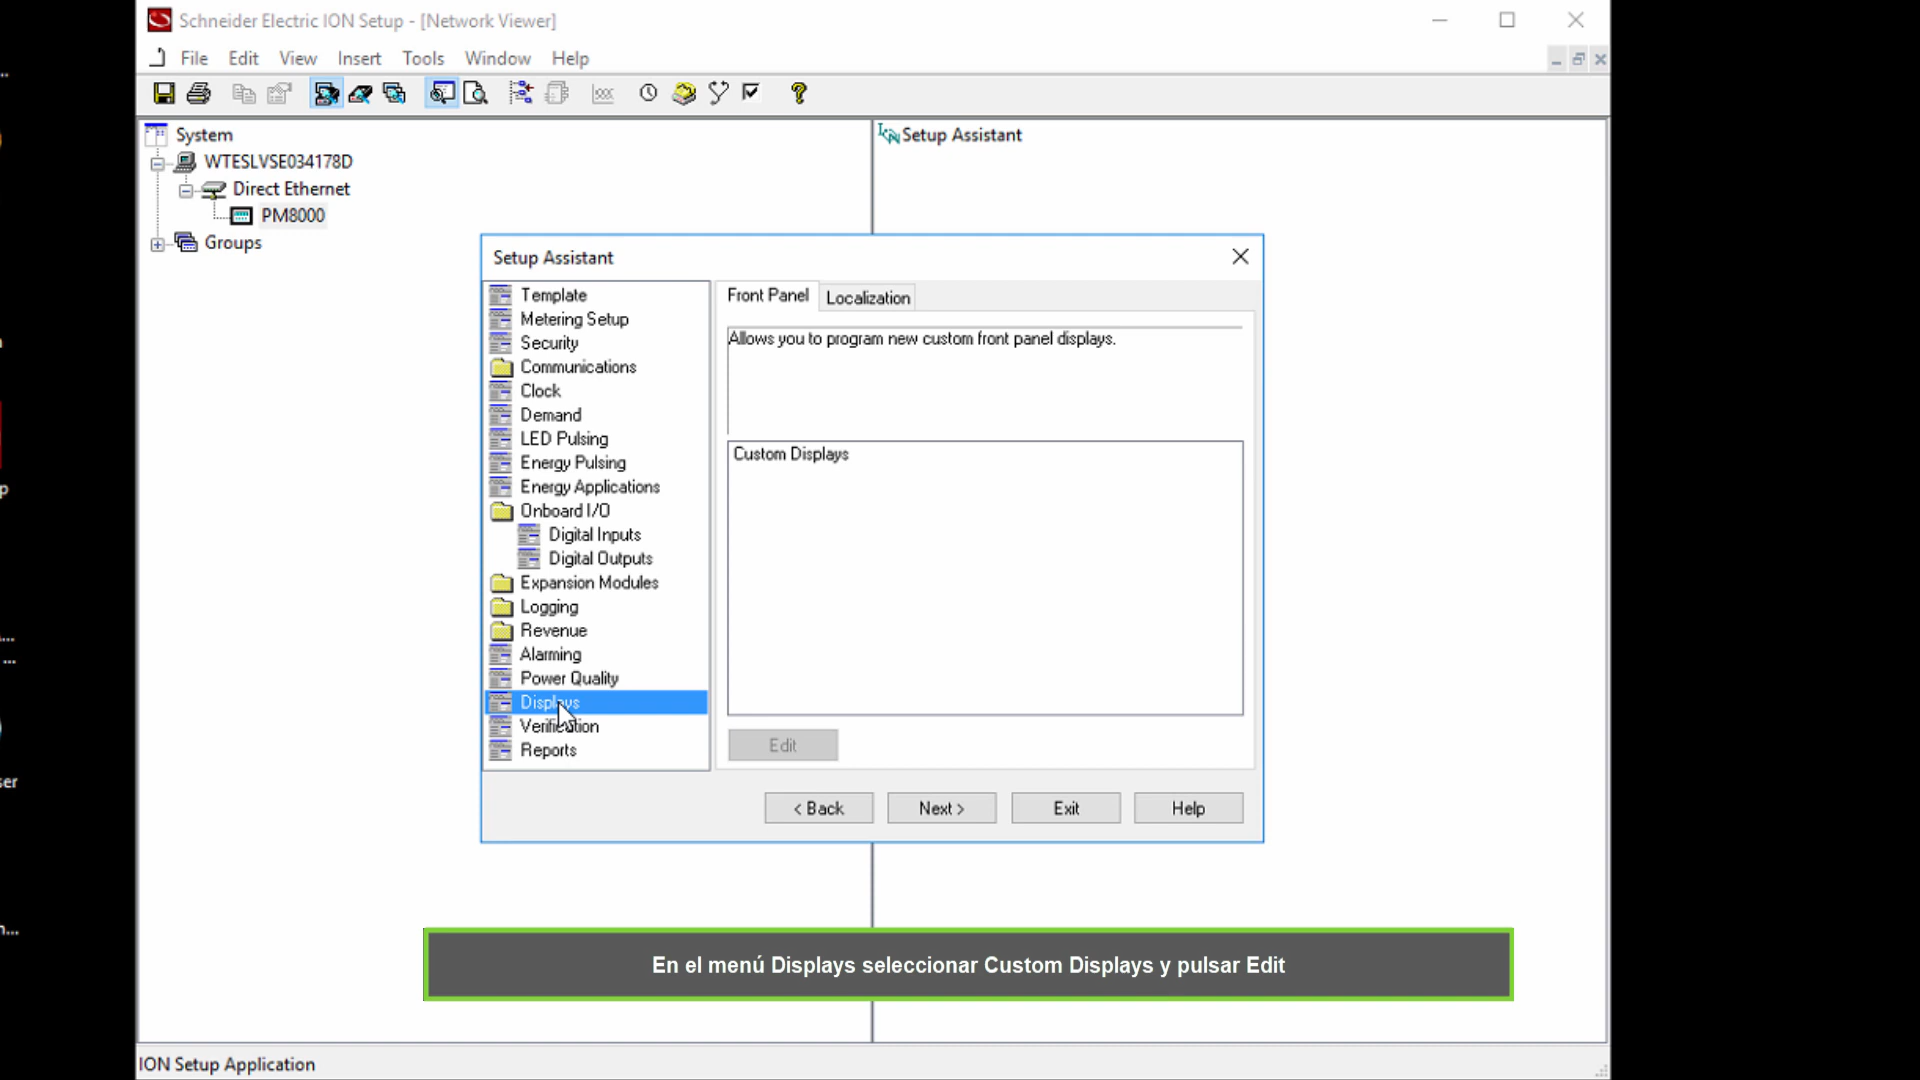 Schneider Electric ION Setup - [Network Viewer]
File Edit View Insert Tools Window Help
System
WTESLVSE034178D
Direct Ethernet
PM8000
Groups
Setup Assistant
Setup Assistant
Template
Metering Setup
Security
Communications
Clock
Demand
LED Pulsing
Energy Pulsing
Energy Applications
Onboard I/O
Digital Inputs
Digital Outputs
Expansion Modules
Logging
Revenue
Alarming
Power Quality
Displays
Verification
Reports
Front Panel Localization
Allows you to program new custom front panel displays.
Custom Displays
Edit
< Back Next > Exit Help
En el menú Displays seleccionar Custom Displays y pulsar Edit
ION Setup Application